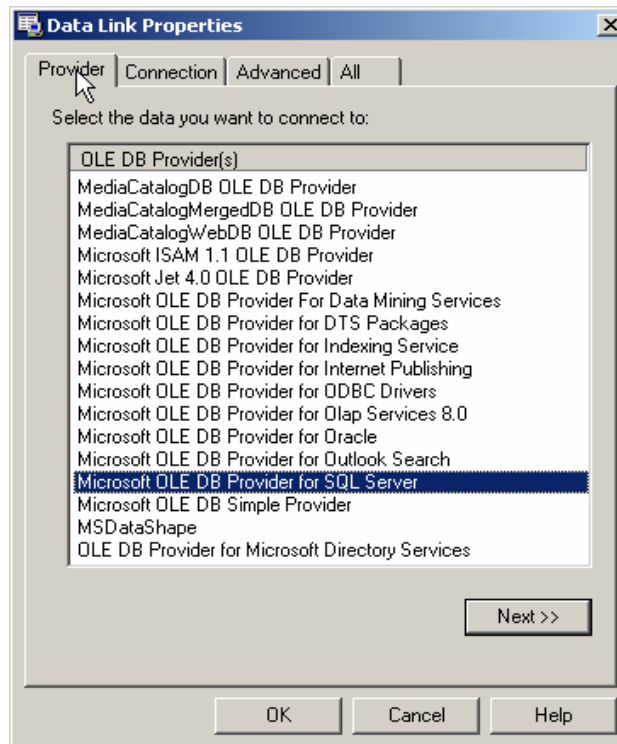 Data Link Properties
Provider Connection Advanced All
Select the data you want to connect to:
OLE DB Provider(s)
MediaCatalogDB OLE DB Provider
MediaCatalogMergedDB OLE DB Provider
MediaCatalogWebDB OLE DB Provider
Microsoft ISAM 1.1 OLE DB Provider
Microsoft Jet 4.0 OLE DB Provider
Microsoft OLE DB Provider For Data Mining Services
Microsoft OLE DB Provider for DTS Packages
Microsoft OLE DB Provider for Indexing Service
Microsoft OLE DB Provider for Internet Publishing
Microsoft OLE DB Provider for ODBC Drivers
Microsoft OLE DB Provider for Olap Services 8.0
Microsoft OLE DB Provider for Oracle
Microsoft OLE DB Provider for Outlook Search
Microsoft OLE DB Provider for SQL Server
Microsoft OLE DB Simple Provider
MSDataShape
OLE DB Provider for Microsoft Directory Services
Next >>
OK Cancel Help